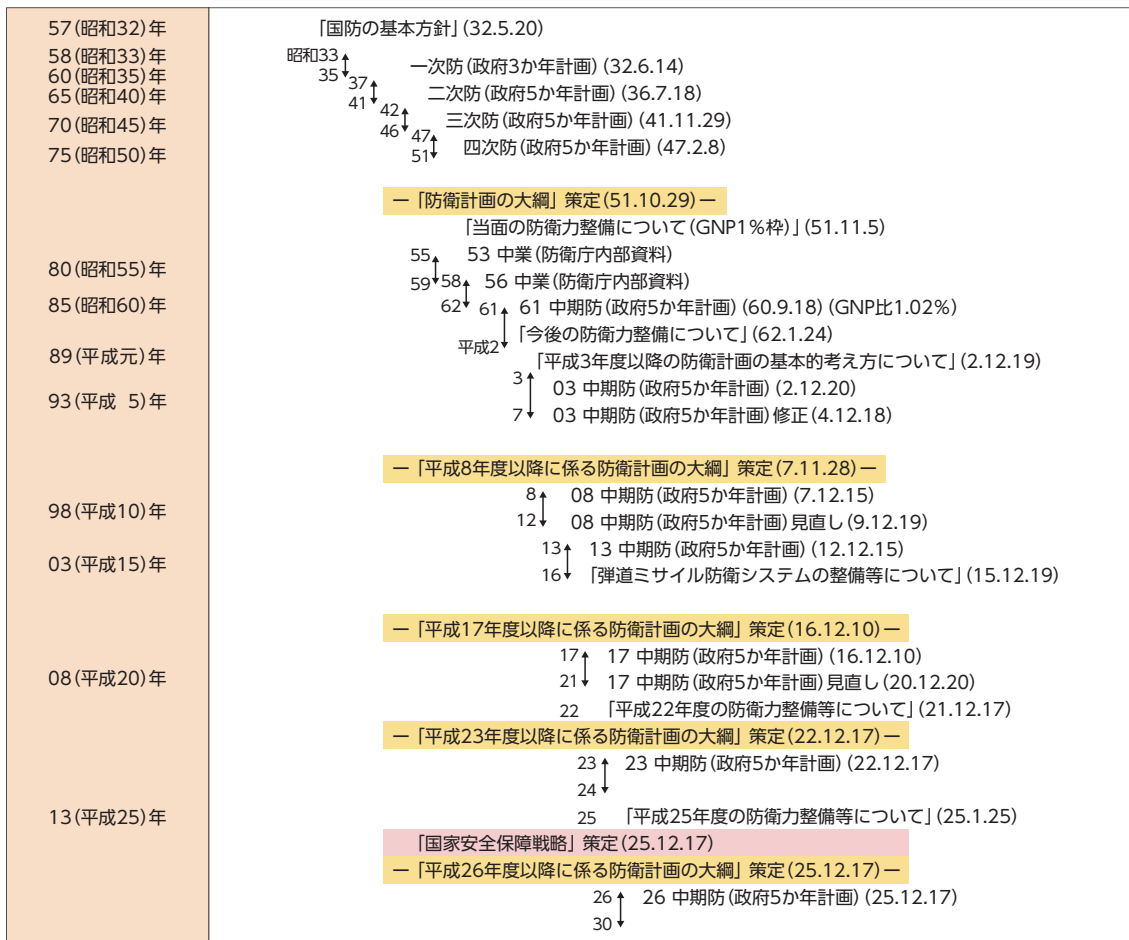 57(昭和32)年
「国防の基本方針」(32.5.20)
58(昭和33)年
昭和33
35
一次防(政府3か年計画)(32.6.14)
60(昭和35)年
37
41
二次防(政府5か年計画)(36.7.18)
65(昭和40)年
42
46
三次防(政府5か年計画)(41.11.29)
70(昭和45)年
47
51
四次防(政府5か年計画)(47.2.8)
75(昭和50)年
―「防衛計画の大綱」策定(51.10.29)―
「当面の防衛力整備について(GNP1%枠)」(51.11.5)
55
59
53 中業(防衛庁内部資料)
80(昭和55)年
58
62
56 中業(防衛庁内部資料)
85(昭和60)年
61
61 中期防(政府5か年計画)(60.9.18)(GNP比1.02%)
「今後の防衛力整備について」(62.1.24)
平成2
89(平成元)年
「平成3年度以降の防衛計画の基本的考え方について」(2.12.19)
3
03 中期防(政府5か年計画)(2.12.20)
93(平成 5)年
7
03 中期防(政府5か年計画)修正(4.12.18)
―「平成8年度以降に係る防衛計画の大綱」策定(7.11.28)―
8
08 中期防(政府5か年計画)(7.12.15)
98(平成10)年
12
08 中期防(政府5か年計画)見直し(9.12.19)
13
13 中期防(政府5か年計画)(12.12.15)
03(平成15)年
16
「弾道ミサイル防衛システムの整備等について」(15.12.19)
―「平成17年度以降に係る防衛計画の大綱」策定(16.12.10)―
17
17 中期防(政府5か年計画)(16.12.10)
08(平成20)年
21
17 中期防(政府5か年計画)見直し(20.12.20)
22
「平成22年度の防衛力整備等について」(21.12.17)
―「平成23年度以降に係る防衛計画の大綱」策定(22.12.17)―
23
23 中期防(政府5か年計画)(22.12.17)
24
13(平成25)年
25
「平成25年度の防衛力整備等について」(25.1.25)
「国家安全保障戦略」策定(25.12.17)
―「平成26年度以降に係る防衛計画の大綱」策定(25.12.17)―
26
26 中期防(政府5か年計画)(25.12.17)
30